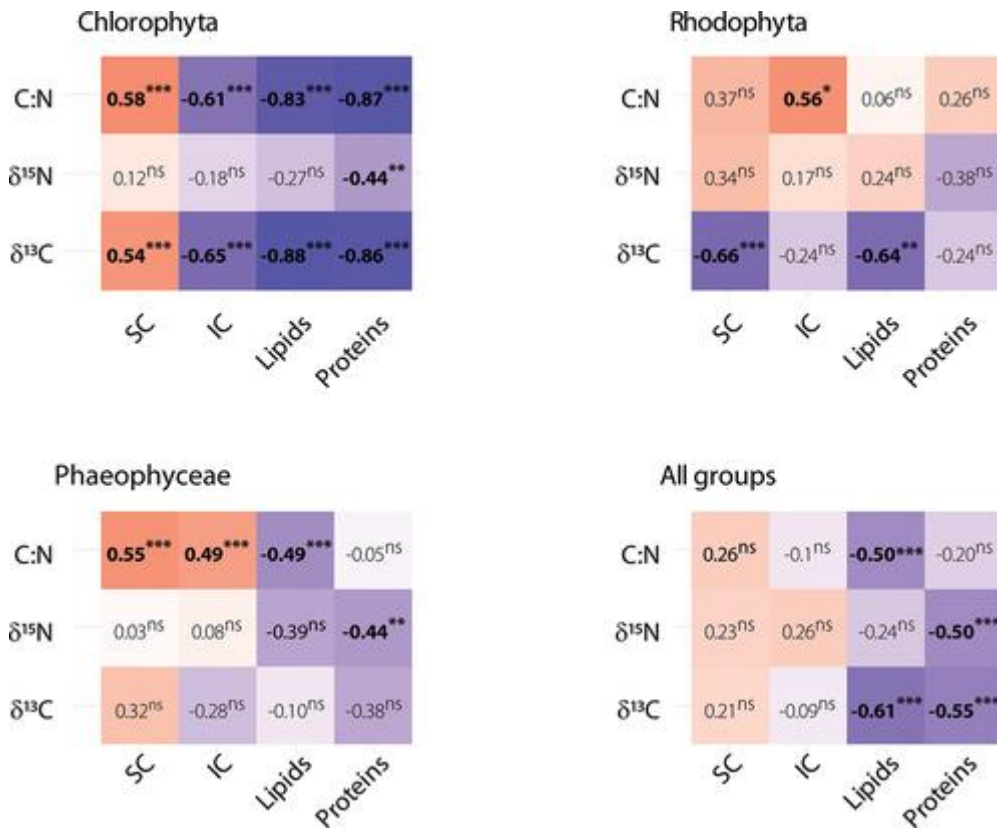 Chlorophyta
C:N 0.58*** -0.61*** -0.83*** -0.87***
δ¹⁵N 0.12ns -0.18ns -0.27ns -0.44**
δ¹³C 0.54*** -0.65*** -0.88*** -0.86***
SC IC Lipids Proteins
Rhodophyta
C:N 0.37ns 0.56* 0.06ns 0.26ns
δ¹⁵N 0.34ns 0.17ns 0.24ns -0.38ns
δ¹³C -0.66*** -0.24ns -0.64** -0.24ns
SC IC Lipids Proteins
Phaeophyceae
C:N 0.55*** 0.49*** -0.49*** -0.05ns
δ¹⁵N 0.03ns 0.08ns -0.39ns -0.44**
δ¹³C 0.32ns -0.28ns -0.10ns -0.38ns
SC IC Lipids Proteins
All groups
C:N 0.26ns -0.1ns -0.50*** -0.20ns
δ¹⁵N 0.23ns 0.26ns -0.24ns -0.50***
δ¹³C 0.21ns -0.09ns -0.61*** -0.55***
SC IC Lipids Proteins